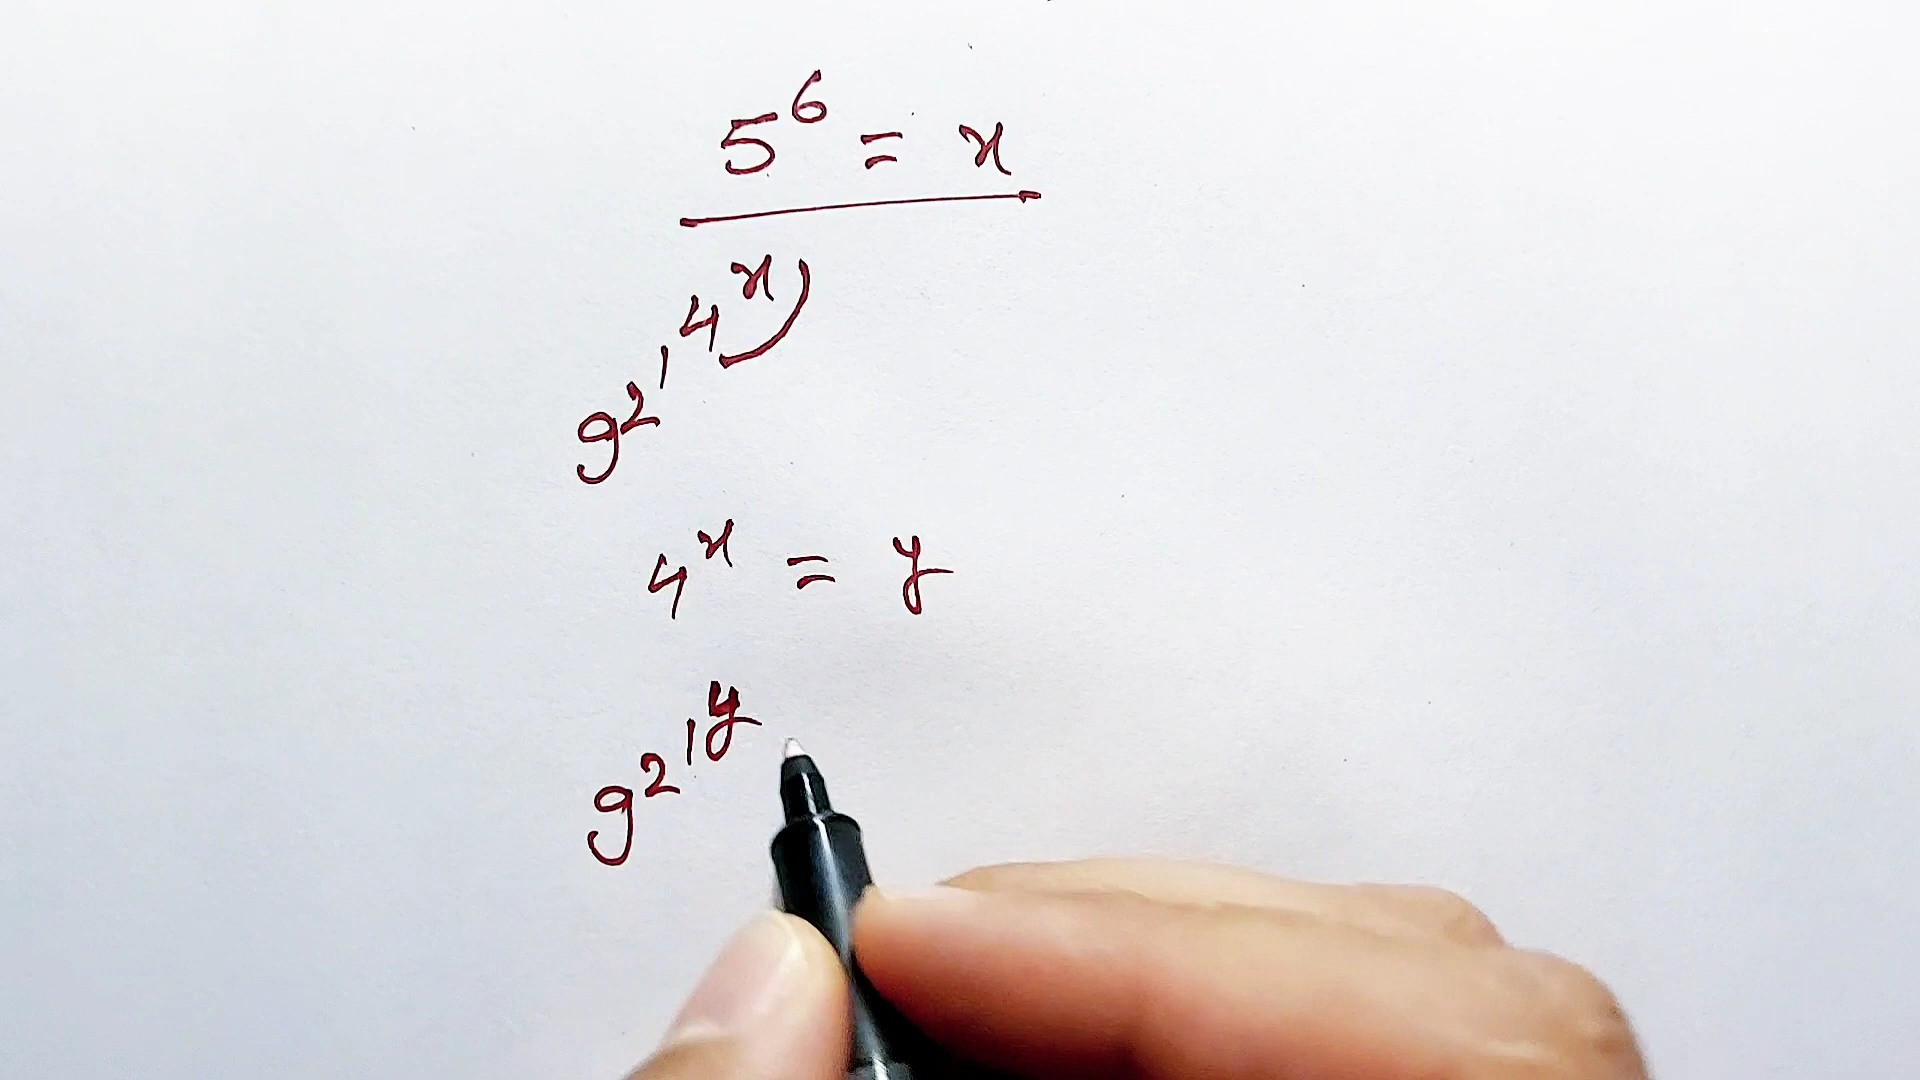 5^6 = x
9^2^1^4^x)
4^x = y
9^2^1^y